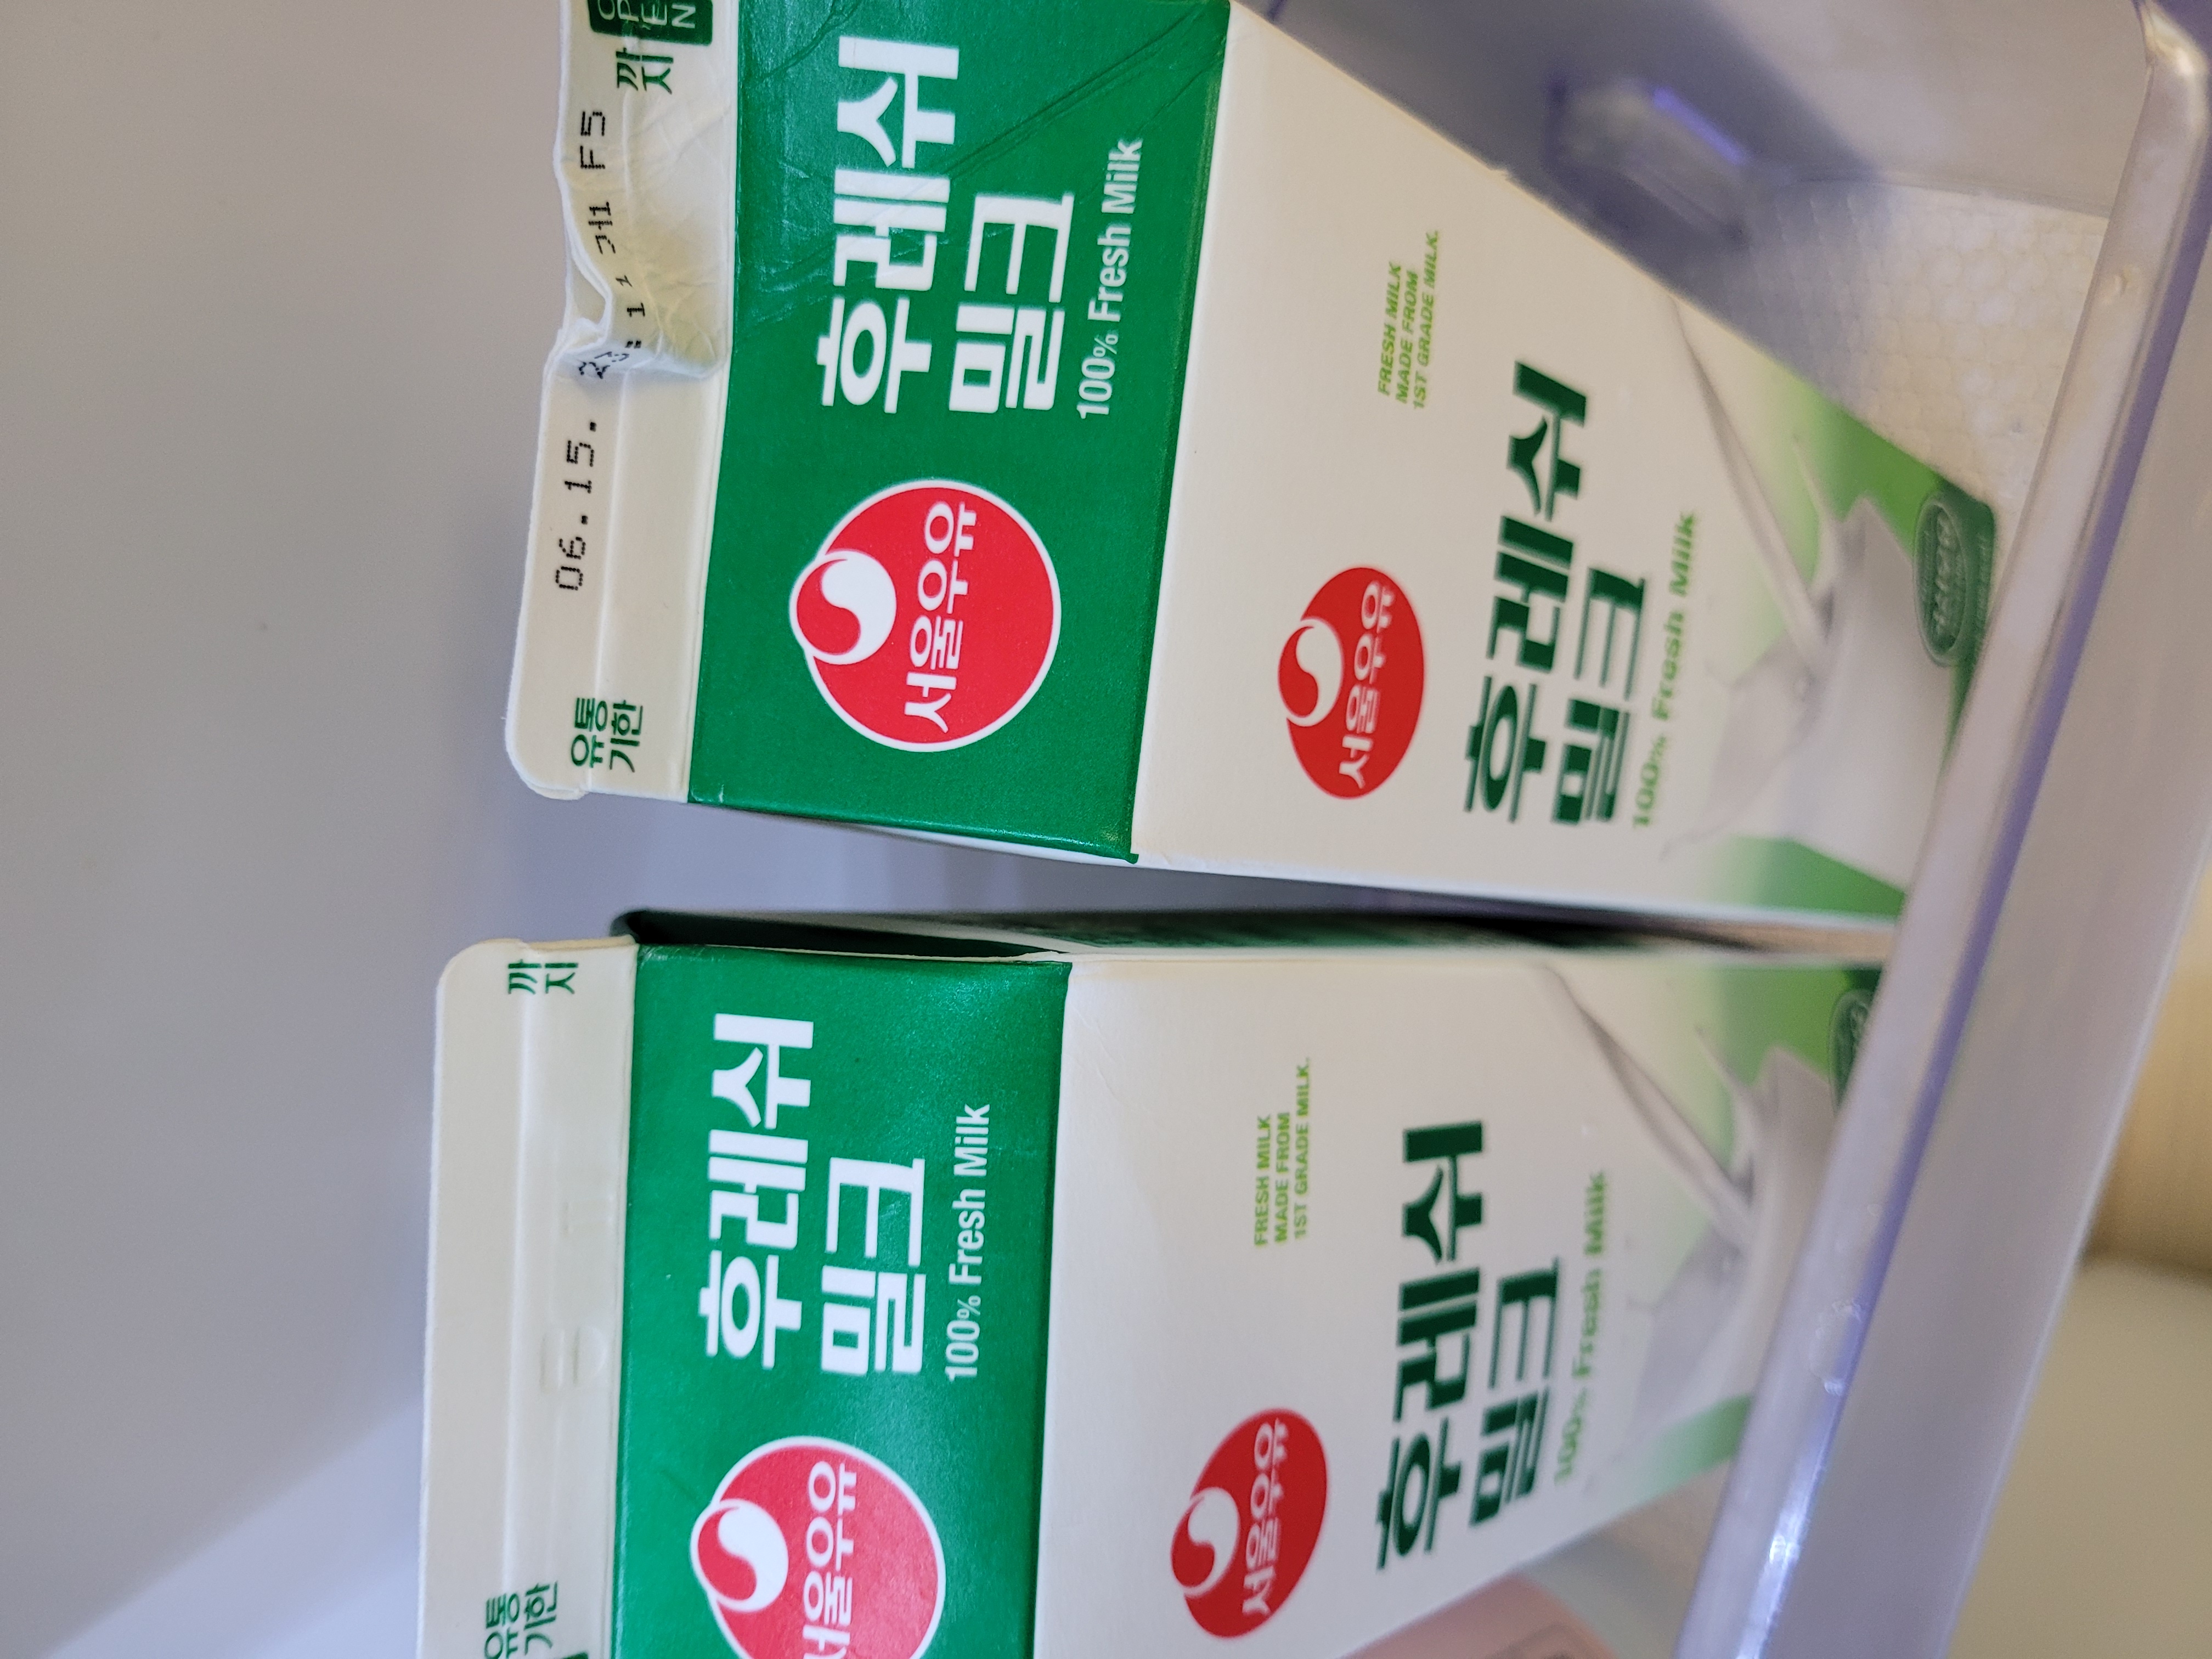 유통
기한
06.15.
F5
까
지
OPEN
후레쉬
밀크
100% Fresh Milk
서울우유
FRESH MILK
MADE FROM
1ST GRADE MILK.
서울우유
후레쉬
밀크
100% Fresh Milk
유통
기한
까
지
후레쉬
밀크
100% Fresh Milk
서울우유
FRESH MILK
MADE FROM
1ST GRADE MILK.
서울우유
후레쉬
밀크
100% Fresh Milk